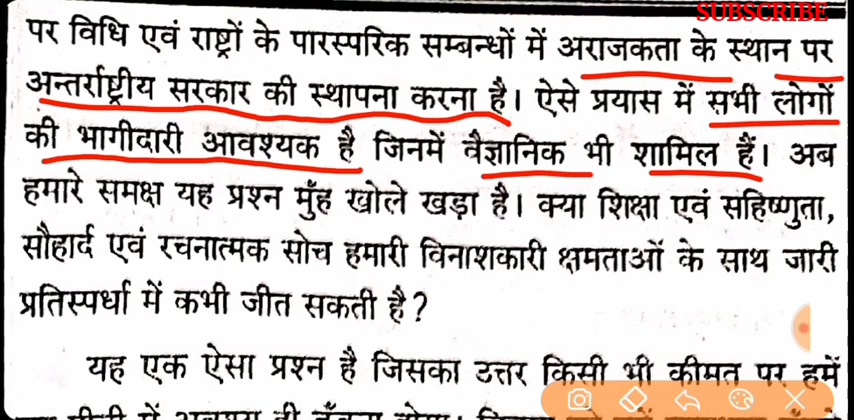 SUBSCRIBE
पर विधि एवं राष्ट्रों के पारस्परिक सम्बन्धों में अराजकता के स्थान पर
अन्तर्राष्ट्रीय सरकार की स्थापना करना है। ऐसे प्रयास में सभी लोगों
की भागीदारी आवश्यक है जिनमें वैज्ञानिक भी शामिल हैं। अब
हमारे समक्ष यह प्रश्न मुँह खोले खड़ा है। क्या शिक्षा एवं सहिष्णुता,
सौहार्द एवं रचनात्मक सोच हमारी विनाशकारी क्षमताओं के साथ जारी
प्रतिस्पर्धा में कभी जीत सकती है?
यह एक ऐसा प्रश्न है जिसका उत्तर किसी भी कीमत पर हमें